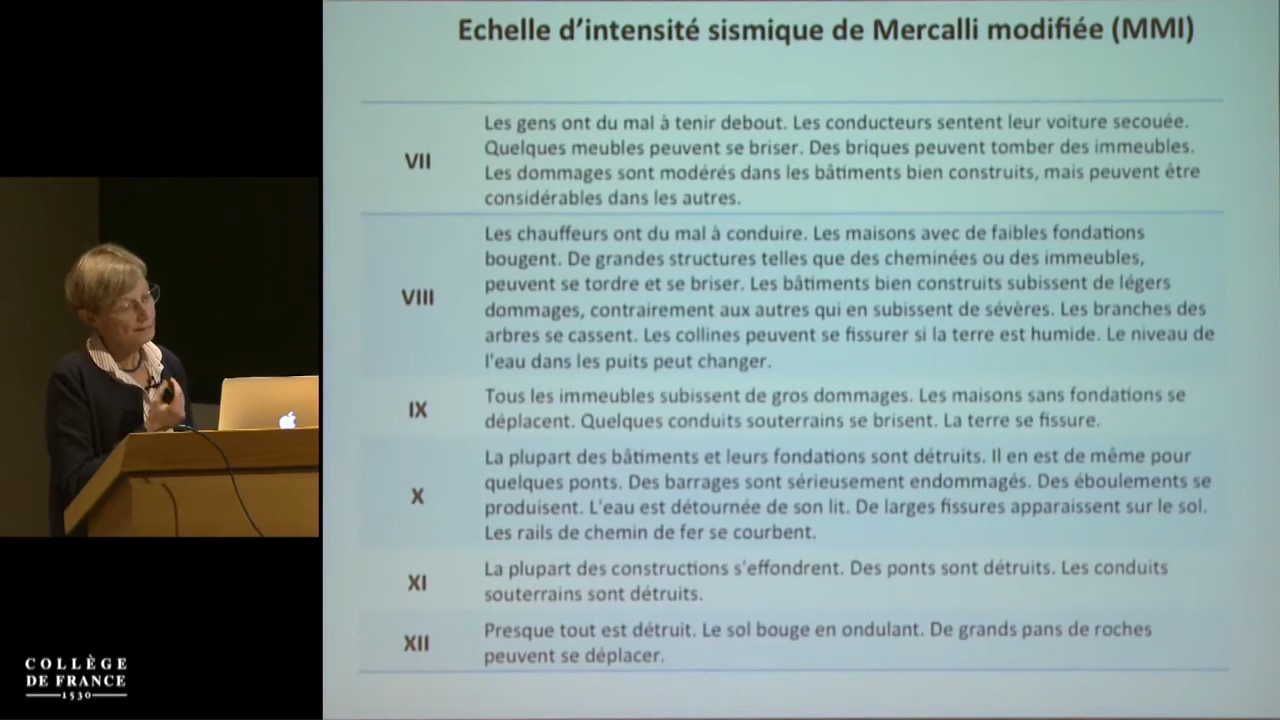 Echelle d'intensité sismique de Mercalli modifiée (MMI)
VII
Les gens ont du mal à tenir debout. Les conducteurs sentent leur voiture secouée.
Quelques meubles peuvent se briser. Des briques peuvent tomber des immeubles.
Les dommages sont modérés dans les bâtiments bien construits, mais peuvent être
considérables dans les autres.
VIII
Les chauffeurs ont du mal à conduire. Les maisons avec de faibles fondations
bougent. De grandes structures telles que des cheminées ou des immeubles,
peuvent se tordre et se briser. Les bâtiments bien construits subissent de légers
dommages, contrairement aux autres qui en subissent de sévères. Les branches des
arbres se cassent. Les collines peuvent se fissurer si la terre est humide. Le niveau de
l'eau dans les puits peut changer.
IX
Tous les immeubles subissent de gros dommages. Les maisons sans fondations se
déplacent. Quelques conduits souterrains se brisent. La terre se fissure.
X
La plupart des bâtiments et leurs fondations sont détruits. Il en est de même pour
quelques ponts. Des barrages sont sérieusement endommagés. Des éboulements se
produisent. L'eau est détournée de son lit. De larges fissures apparaissent sur le sol.
Les rails de chemin de fer se courbent.
XI
La plupart des constructions s'effondrent. Des ponts sont détruits. Les conduits
souterrains sont détruits.
XII
Presque tout est détruit. Le sol bouge en ondulant. De grands pans de roches
peuvent se déplacer.
COLLÈGE
DE FRANCE
1530